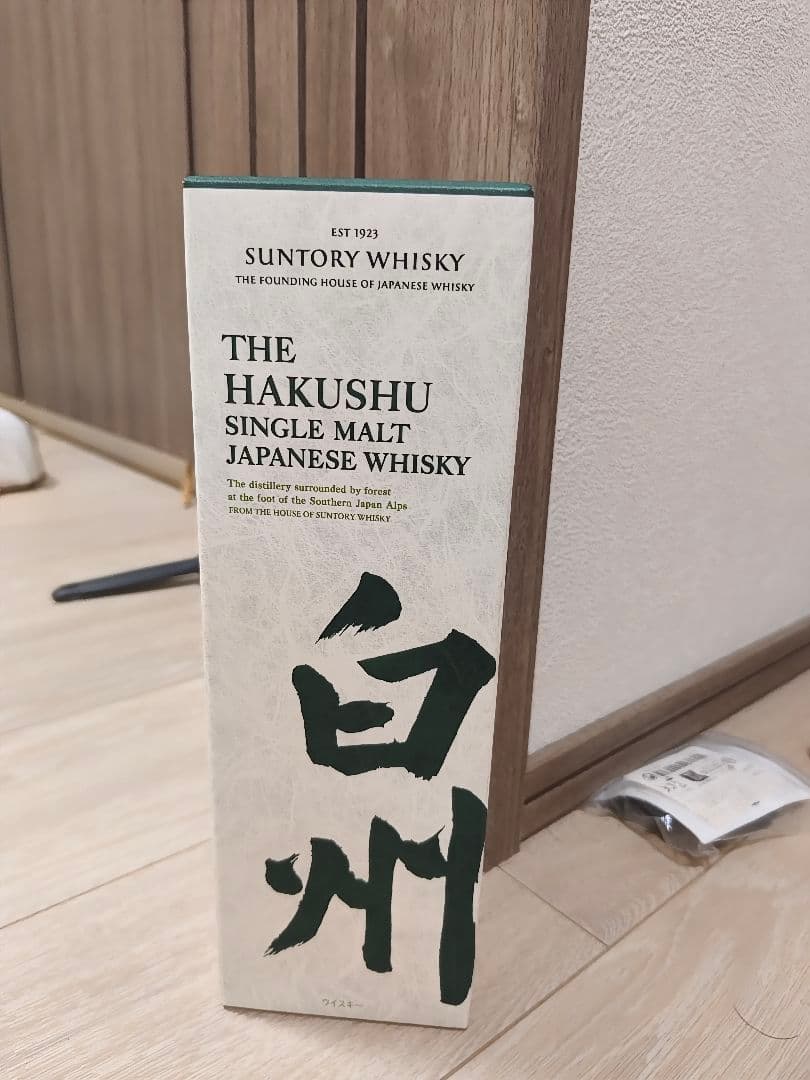 EST 1923
SUNTORY WHISKY
THE FOUNDING HOUSE OF JAPANESE WHISKY
THE
HAKUSHU
SINGLE MALT
JAPANESE WHISKY
The distillery surrounded by forest
at the foot of the Southern Japan Alps
FROM THE HOUSE OF SUNTORY WHISKY
白
州
ウイスキー